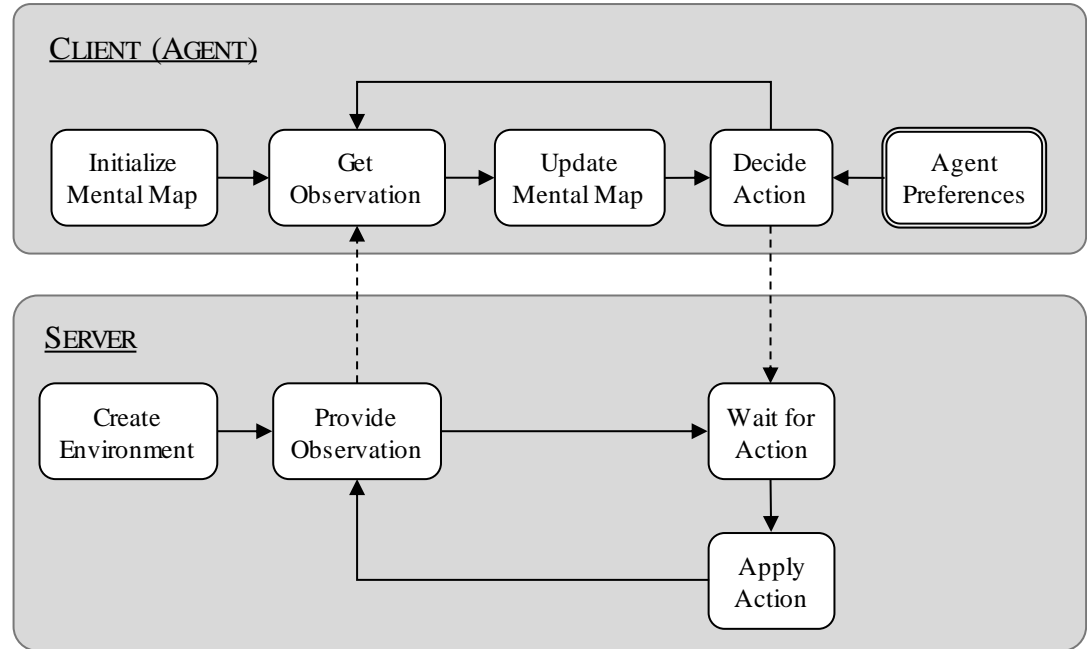 CLIENT (AGENT)
Initialize
Mental Map
Get
Observation
Update
Mental Map
Decide
Action
Agent
Preferences
SERVER
Create
Environment
Provide
Observation
Wait for
Action
Apply
Action